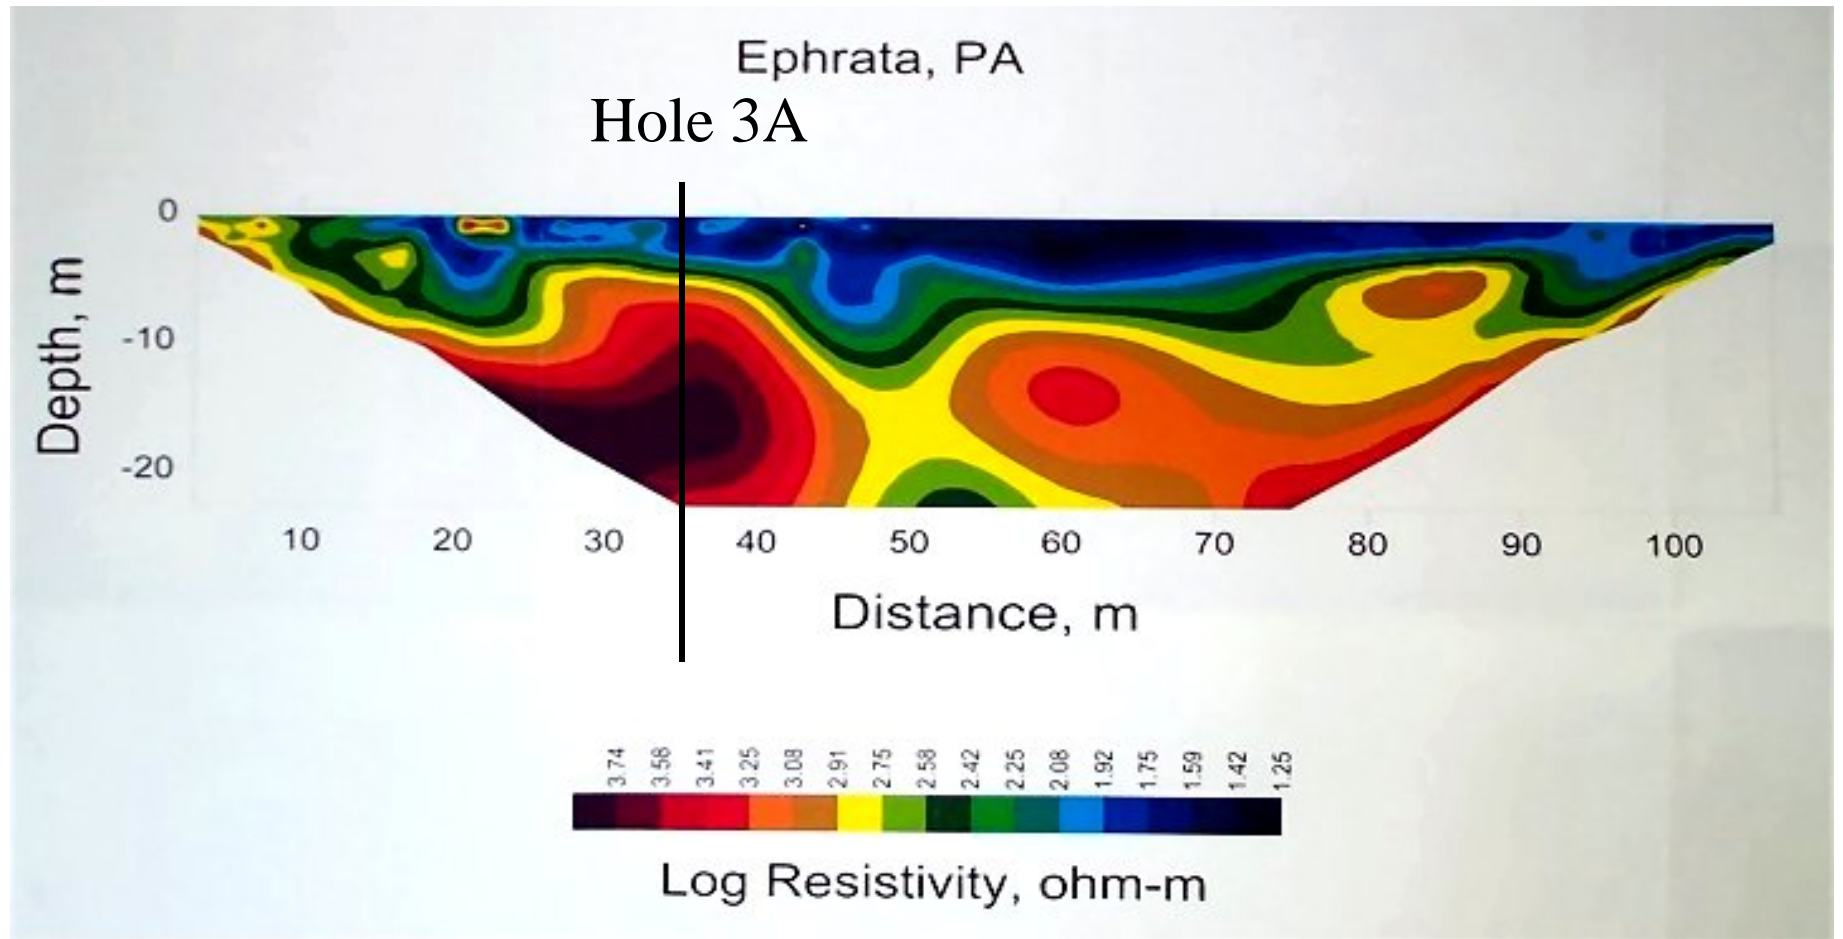 Ephrata, PA
Hole 3A
0
-10
-20
Depth, m
10 20 30 40 50 60 70 80 90 100
Distance, m
3.74 3.58 3.41 3.25 3.08 2.91 2.75 2.58 2.42 2.25 2.08 1.92 1.75 1.59 1.42 1.25
Log Resistivity, ohm-m